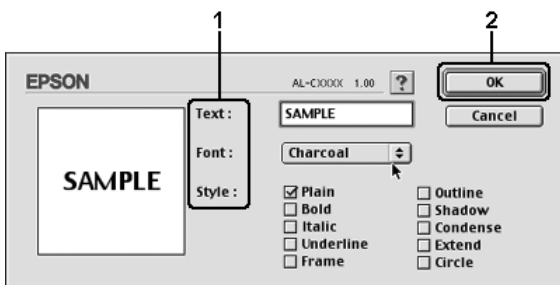 1 2
EPSON AL-CXXXX 1.00 ? OK
Text : SAMPLE Cancel
Font : Charcoal
SAMPLE
Style : Plain Outline
Bold Shadow
Italic Condense
Underline Extend
Frame Circle